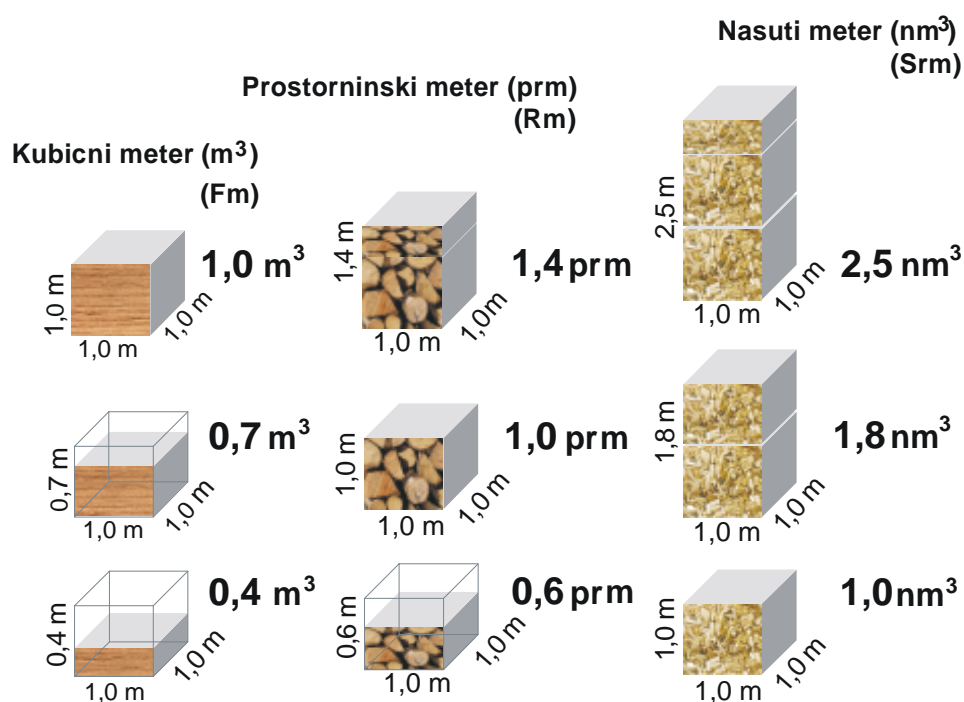 Nasuti meter (nm³)
(Srm)
Prostorninski meter (prm)
(Rm)
Kubicni meter (m³)
(Fm)
1,0 m
1,0 m
1,0 m
1,0 m³
1,4 m
1,0 m
1,0m
1,4 prm
2,5 m
1,0 m
1,0 m
2,5 nm³
0,7 m
1,0 m
1,0 m
0,7 m³
1,0 m
1,0 m
1,0 m
1,0 prm
1,8 m
1,0 m
1,0 m
1,8 nm³
0,4 m
1,0 m
1,0 m
0,4 m³
0,6 m
1,0 m
1,0 m
0,6 prm
1,0 m
1,0 m
1,0 m
1,0 nm³